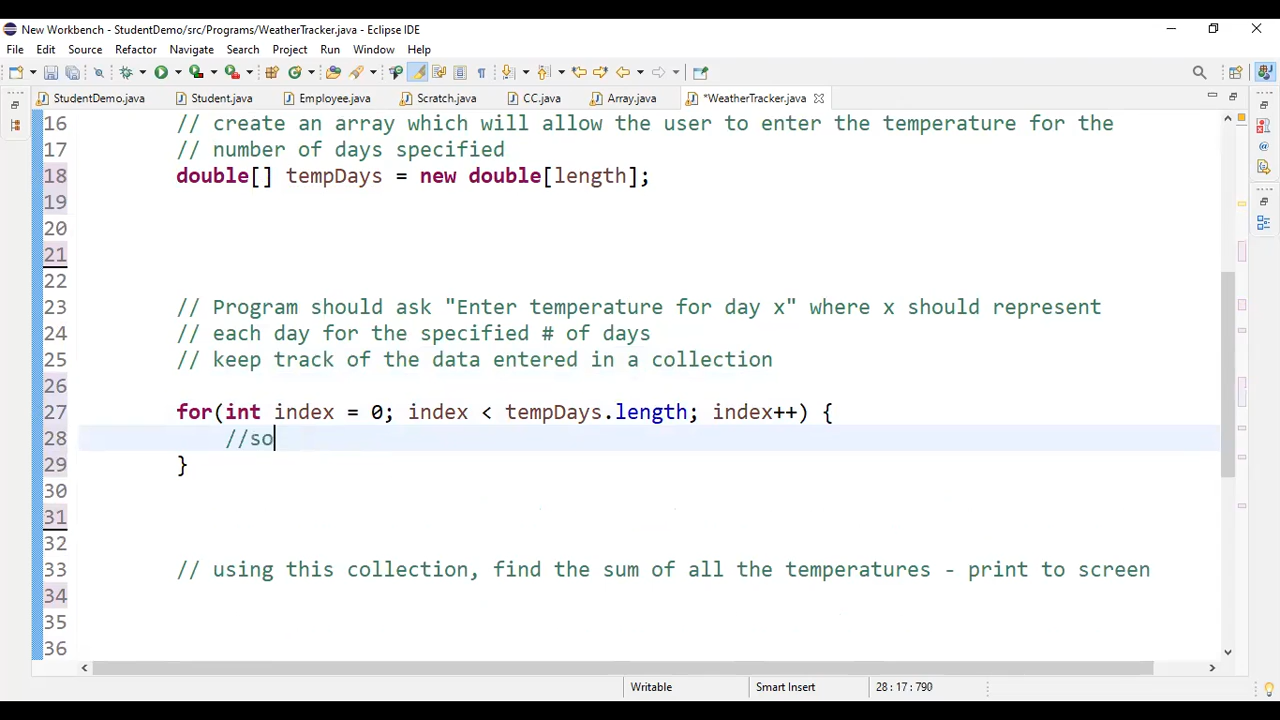 New Workbench - StudentDemo/src/Programs/WeatherTracker.java - Eclipse IDE
File Edit Source Refactor Navigate Search Project Run Window Help
StudentDemo.java Student.java Employee.java Scratch.java CC.java Array.java *WeatherTracker.java
16 // create an array which will allow the user to enter the temperature for the
17 // number of days specified
18 double[] tempDays = new double[length];
19
20
21
22
23 // Program should ask "Enter temperature for day x" where x should represent
24 // each day for the specified # of days
25 // keep track of the data entered in a collection
26
27 for(int index = 0; index < tempDays.length; index++) {
28 //so
29 }
30
31
32
33 // using this collection, find the sum of all the temperatures - print to screen
34
35
36
Writable Smart Insert 28 : 17 : 790